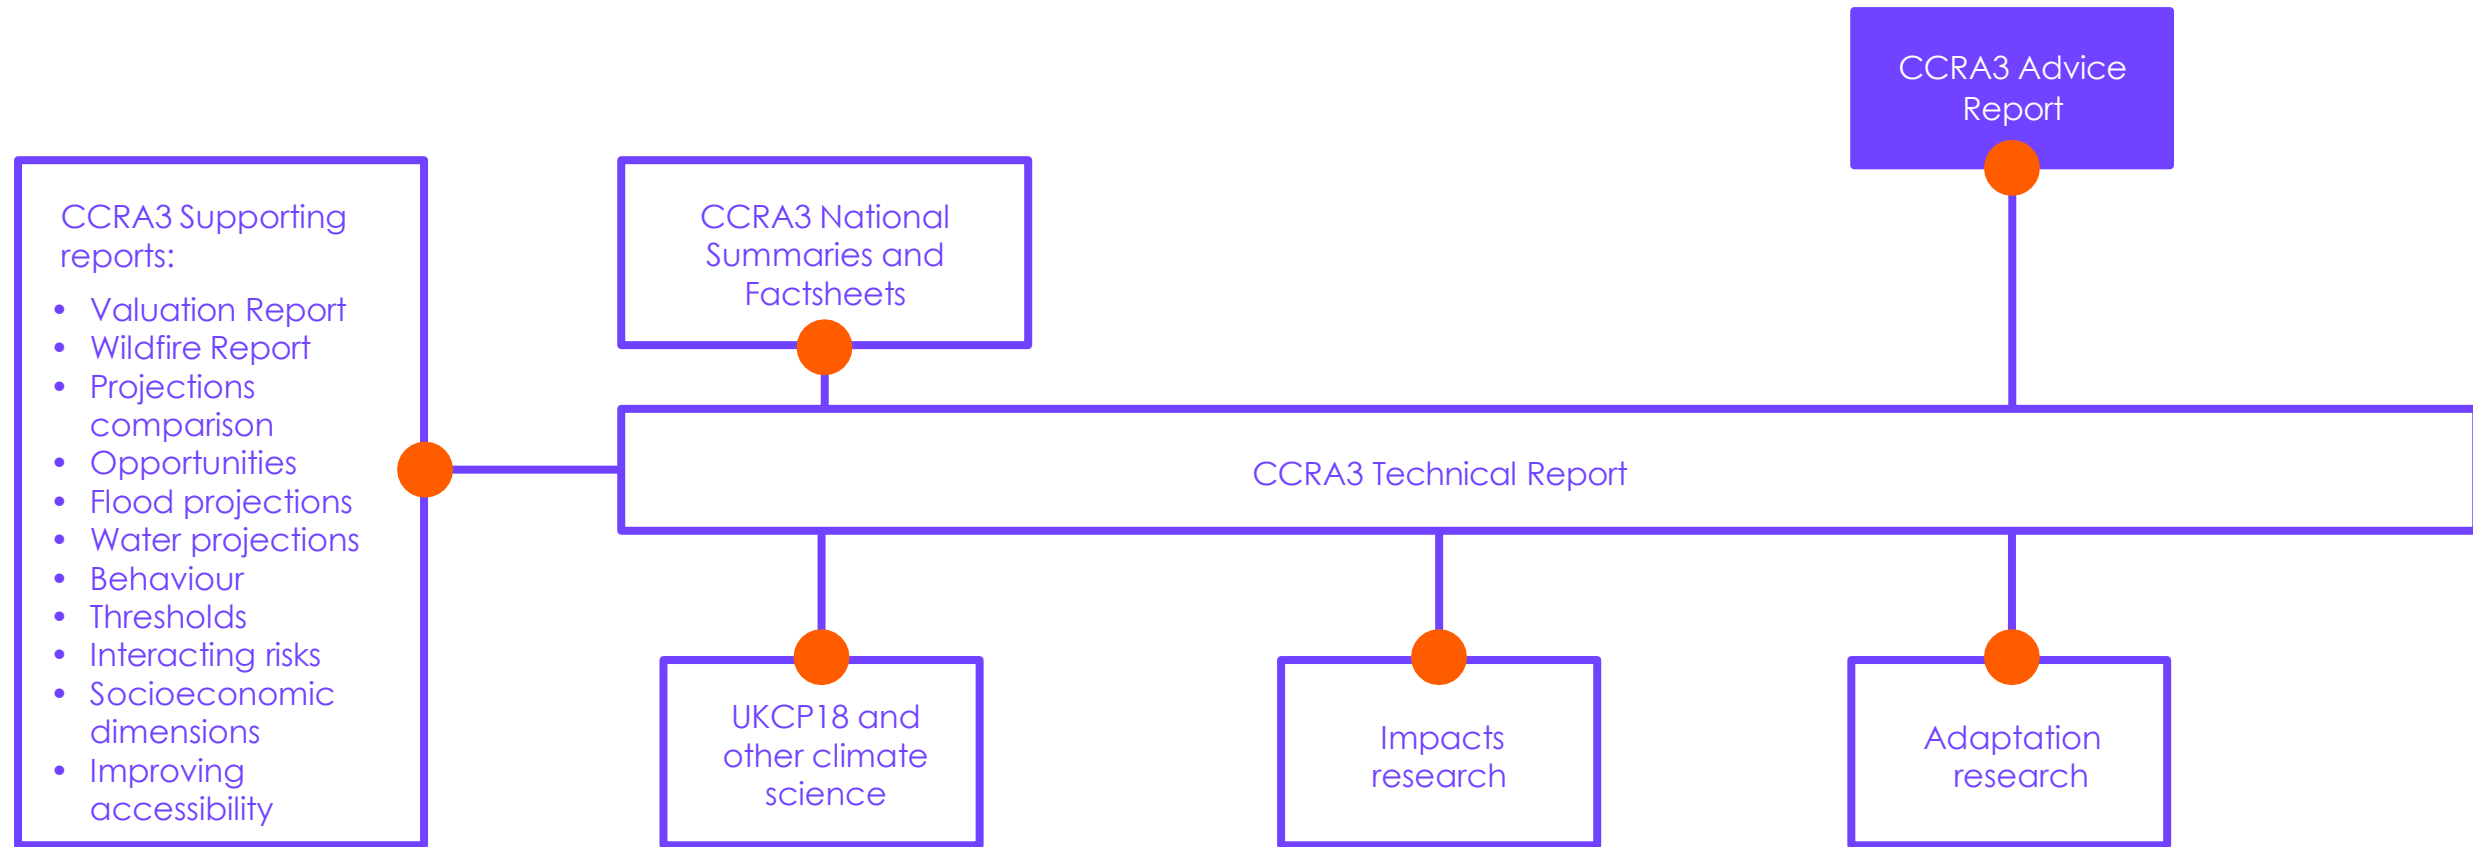 CCRA3 Advice
Report
CCRA3 Supporting
reports:
• Valuation Report
• Wildfire Report
• Projections
comparison
• Opportunities
• Flood projections
• Water projections
• Behaviour
• Thresholds
• Interacting risks
• Socioeconomic
dimensions
• Improving
accessibility
CCRA3 National
Summaries and
Factsheets
CCRA3 Technical Report
UKCP18 and
other climate
science
Impacts
research
Adaptation
research